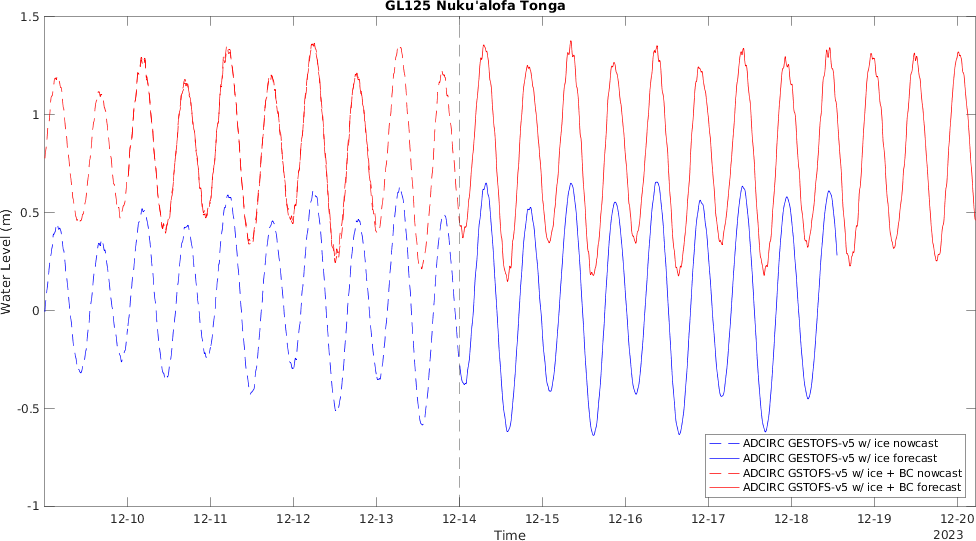 GL125 Nuku'alofa Tonga
1.5
1
0.5
0
-0.5
-1
Water Level (m)
ADCIRC GESTOFS-v5 w/ ice nowcast
ADCIRC GESTOFS-v5 w/ ice forecast
ADCIRC GSTOFS-v5 w/ ice + BC nowcast
ADCIRC GSTOFS-v5 w/ ice + BC forecast
12-10 12-11 12-12 12-13 12-14 12-15 12-16 12-17 12-18 12-19 12-20
Time 2023